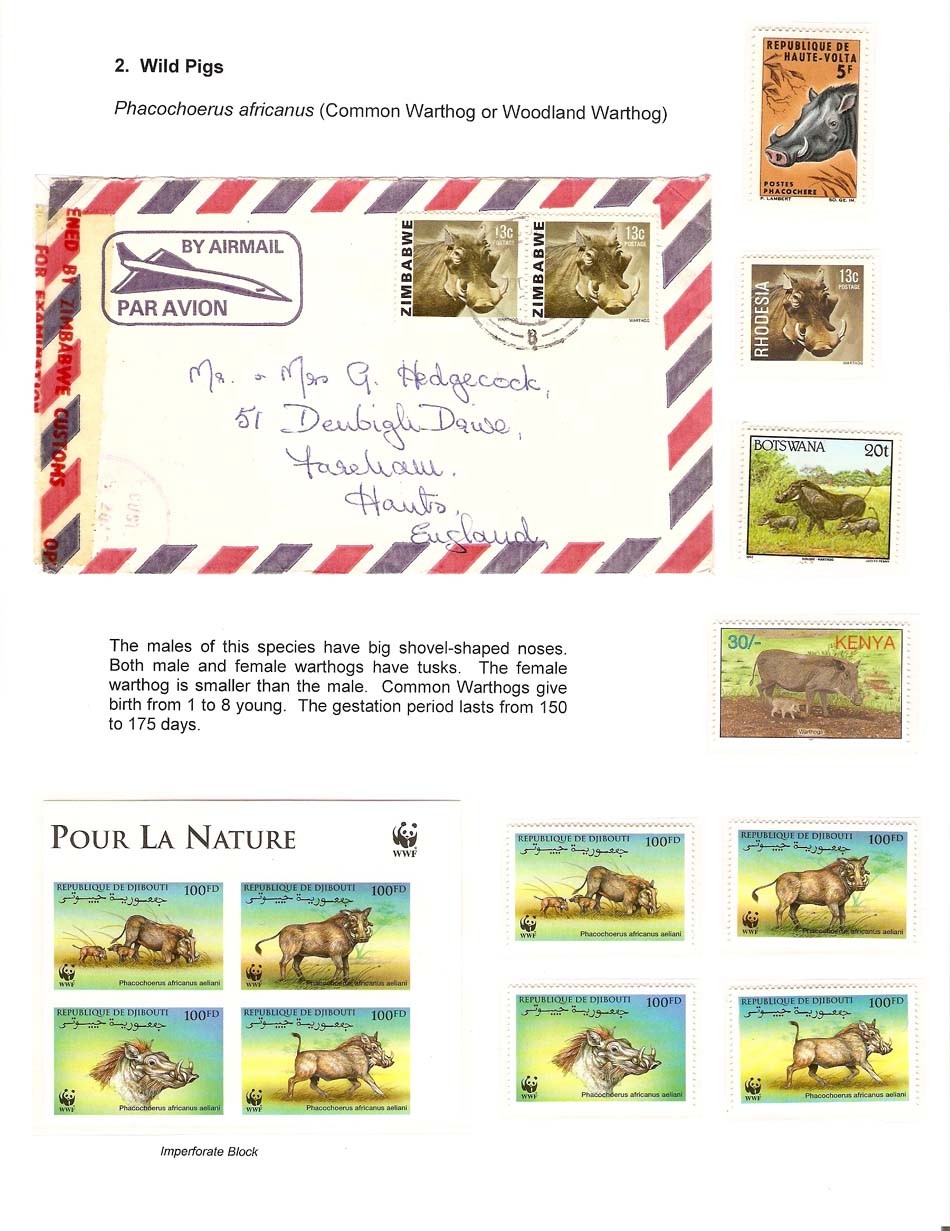 2. Wild Pigs
Phacochoerus africanus (Common Warthog or Woodland Warthog)
REPUBLIQUE DE
HAUTE-VOLTA
5F
POSTES
PHACOCHERE
P. LAMBERT SO. GE. IM.
ENED BY ZIMBABWE CUSTOMS OP
FOR EXAMINATION
BY AIRMAIL
PAR AVION
ZIMBABWE
13c
POSTAGE
WARTHOG
ZIMBABWE
13c
POSTAGE
WARTHOG
8
Mr. & Mrs G. Hedgecock,
51 Denbigh Drive,
Fareham.
Hants,
England,
RHODESIA
13c
POSTAGE
WARTHOG
BOTSWANA 20t
30/- KENYA
Warthogs
The males of this species have big shovel-shaped noses.
Both male and female warthogs have tusks. The female
warthog is smaller than the male. Common Warthogs give
birth from 1 to 8 young. The gestation period lasts from 150
to 175 days.
POUR LA NATURE
WWF
REPUBLIQUE DE DJIBOUTI 100FD
جمهورية جيبوتي
WWF
Phacochoerus africanus aeliani
REPUBLIQUE DE DJIBOUTI 100FD
جمهورية جيبوتي
WWF
Phacochoerus africanus aeliani
REPUBLIQUE DE DJIBOUTI 100FD
جمهورية جيبوتي
WWF
Phacochoerus africanus aeliani
REPUBLIQUE DE DJIBOUTI 100FD
جمهورية جيبوتي
WWF
Phacochoerus africanus aeliani
Imperforate Block
REPUBLIQUE DE DJIBOUTI 100FD
جمهورية جيبوتي
WWF
Phacochoerus africanus aeliani
REPUBLIQUE DE DJIBOUTI 100FD
جمهورية جيبوتي
WWF
Phacochoerus africanus aeliani
REPUBLIQUE DE DJIBOUTI 100FD
جمهورية جيبوتي
WWF
Phacochoerus africanus aeliani
REPUBLIQUE DE DJIBOUTI 100FD
جمهورية جيبوتي
WWF
Phacochoerus africanus aeliani